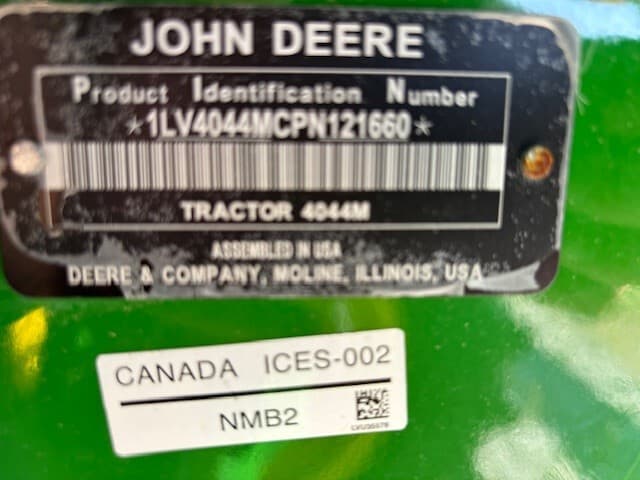 JOHN DEERE
Product Identification Number
*1LV4044MCPN121660*
TRACTOR 4044M
ASSEMBLED IN USA
DEERE & COMPANY, MOLINE, ILLINOIS, USA
CANADA ICES-002
NMB2